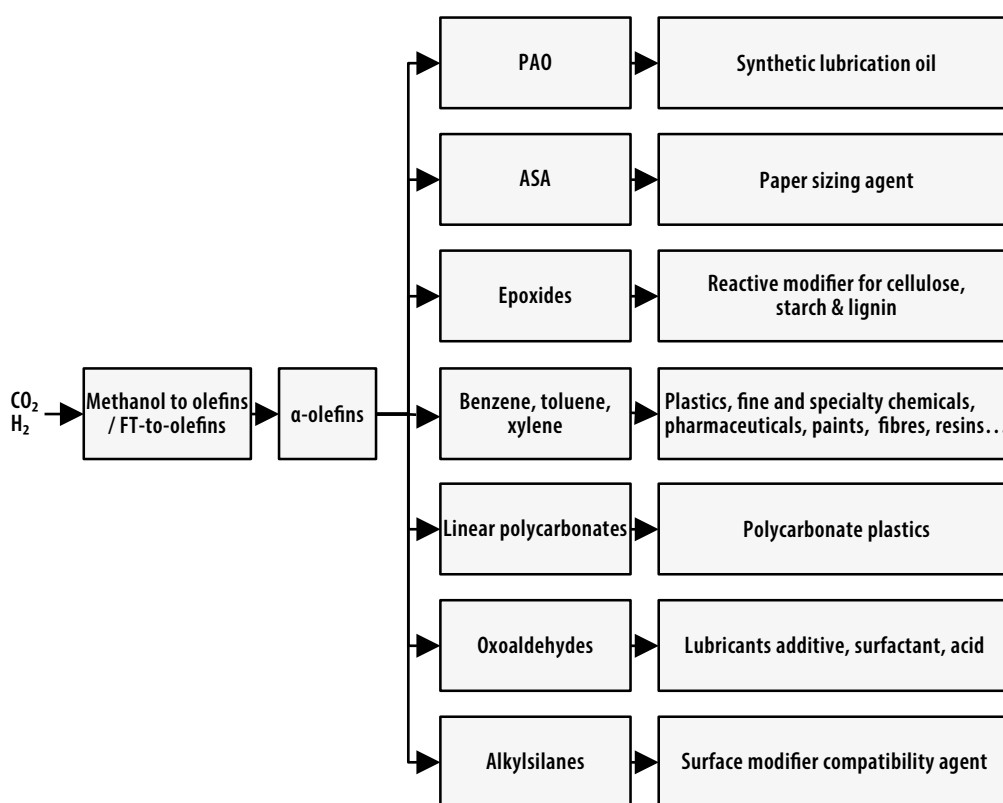 PAO
Synthetic lubrication oil
ASA
Paper sizing agent
Epoxides
Reactive modifier for cellulose,
starch & lignin
CO₂
H₂
Methanol to olefins
/ FT-to-olefins
α-olefins
Benzene, toluene,
xylene
Plastics, fine and specialty chemicals,
pharmaceuticals, paints, fibres, resins…
Linear polycarbonates
Polycarbonate plastics
Oxoaldehydes
Lubricants additive, surfactant, acid
Alkylsilanes
Surface modifier compatibility agent